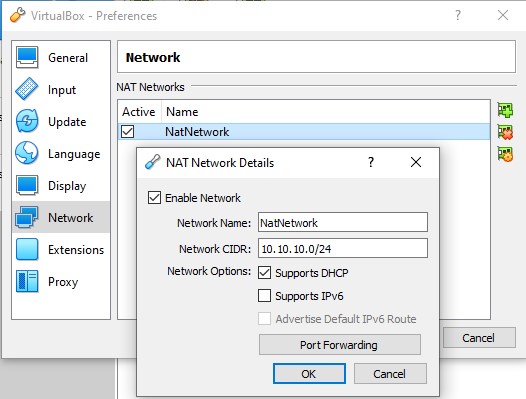 VirtualBox - Preferences
General
Input
Update
Language
Display
Network
Extensions
Proxy
Network
NAT Networks
Active Name
NatNetwork
NAT Network Details
Enable Network
Network Name: NatNetwork
Network CIDR: 10.10.10.0/24
Network Options: Supports DHCP
Supports IPv6
Advertise Default IPv6 Route
Port Forwarding
OK Cancel
Cancel